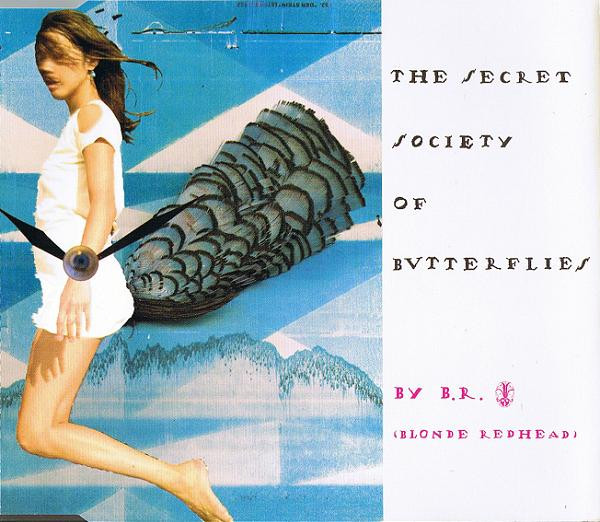 THE SECRET
SOCIETY
OF
BUTTERFLIES
BY B.R.
(BLONDE REDHEAD)